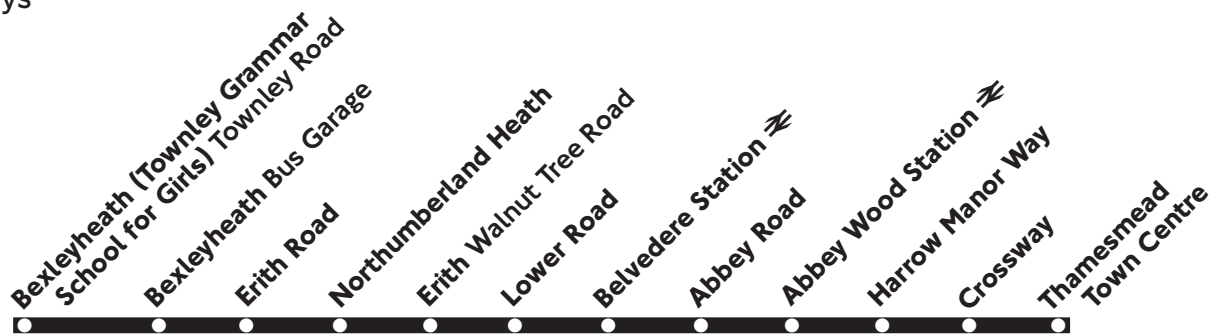 ys
Bexleyheath (Townley Grammar
School for Girls) Townley Road
Bexleyheath Bus Garage
Erith Road
Northumberland Heath
Erith Walnut Tree Road
Lower Road
Belvedere Station
Abbey Road
Abbey Wood Station
Harrow Manor Way
Crossway
Thamesmead
Town Centre